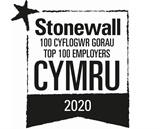 Stonewall
100 CYFLOGWR GORAU
TOP 100 EMPLOYERS
CYMRU
2020